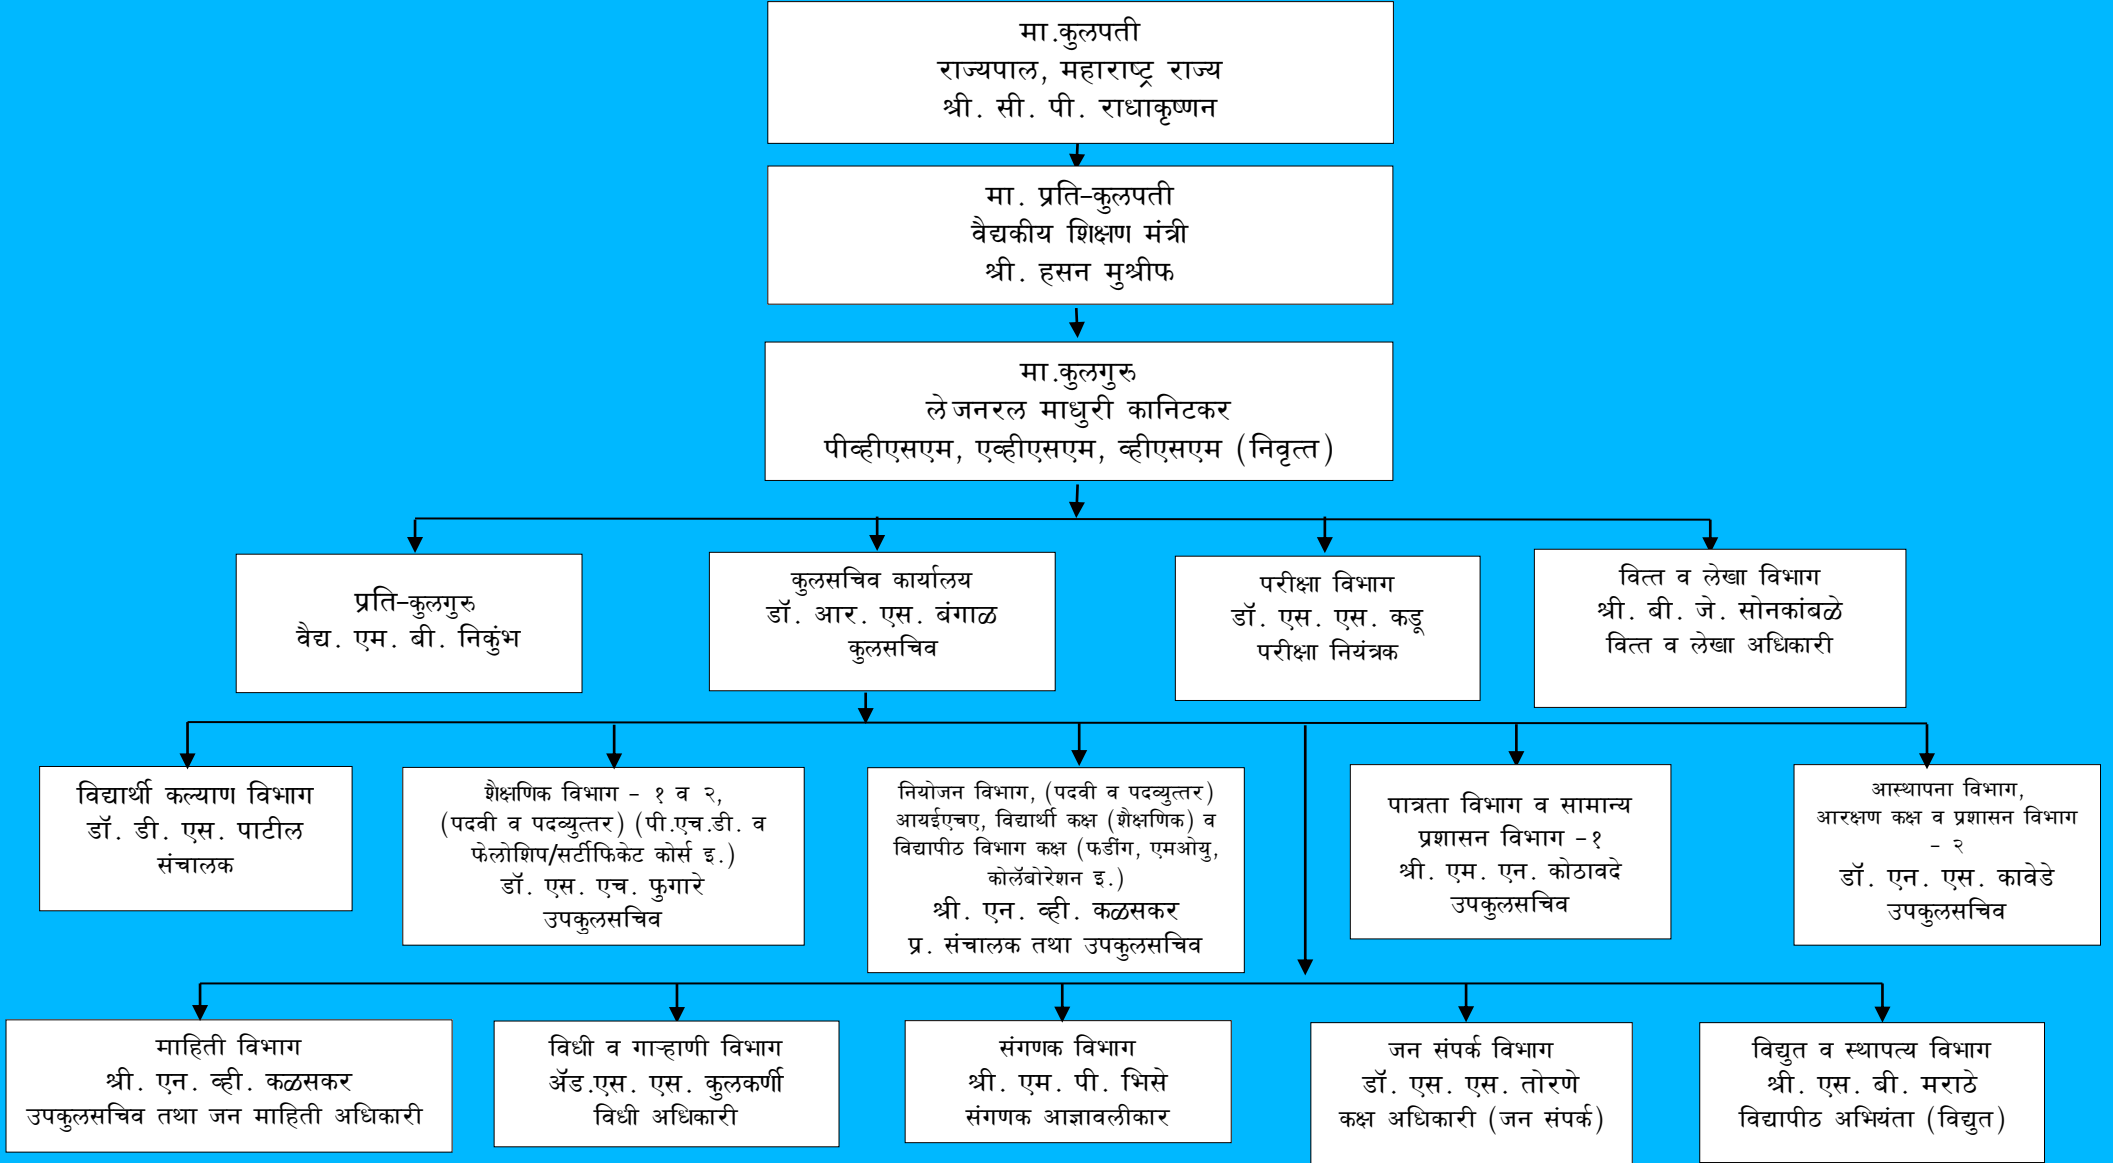 मा.कुलपती
राज्यपाल, महाराष्ट्र राज्य
श्री. सी. पी. राधाकृष्णन
मा. प्रति-कुलपती
वैद्यकीय शिक्षण मंत्री
श्री. हसन मुश्रीफ
मा.कुलगुरु
ले जनरल माधुरी कानिटकर
पीव्हीएसएम, एव्हीएसएम, व्हीएसएम (निवृत्त)
प्रति-कुलगुरु
वैद्य. एम. बी. निकुंभ
कुलसचिव कार्यालय
डॉ. आर. एस. बंगाळ
कुलसचिव
परीक्षा विभाग
डॉ. एस. एस. कडू
परीक्षा नियंत्रक
वित्त व लेखा विभाग
श्री. बी. जे. सोनकांबळे
वित्त व लेखा अधिकारी
विद्यार्थी कल्याण विभाग
डॉ. डी. एस. पाटील
संचालक
शैक्षणिक विभाग - १ व २,
(पदवी व पदव्युत्तर) (पी.एच.डी. व
फेलोशिप/सर्टीफिकेट कोर्स इ.)
डॉ. एस. एच. फुगारे
उपकुलसचिव
नियोजन विभाग, (पदवी व पदव्युत्तर)
आयईएचए, विद्यार्थी कक्ष (शैक्षणिक) व
विद्यापीठ विभाग कक्ष (फडींग, एमओयु,
कोलॅबोरेशन इ.)
श्री. एन. व्ही. कळसकर
प्र. संचालक तथा उपकुलसचिव
पात्रता विभाग व सामान्य
प्रशासन विभाग -१
श्री. एम. एन. कोठावदे
उपकुलसचिव
आस्थापना विभाग,
आरक्षण कक्ष व प्रशासन विभाग
- २
डॉ. एन. एस. कावेडे
उपकुलसचिव
माहिती विभाग
श्री. एन. व्ही. कळसकर
उपकुलसचिव तथा जन माहिती अधिकारी
विधी व गाऱ्हाणी विभाग
ॲड.एस. एस. कुलकर्णी
विधी अधिकारी
संगणक विभाग
श्री. एम. पी. भिसे
संगणक आज्ञावलीकार
जन संपर्क विभाग
डॉ. एस. एस. तोरणे
कक्ष अधिकारी (जन संपर्क)
विद्युत व स्थापत्य विभाग
श्री. एस. बी. मराठे
विद्यापीठ अभियंता (विद्युत)